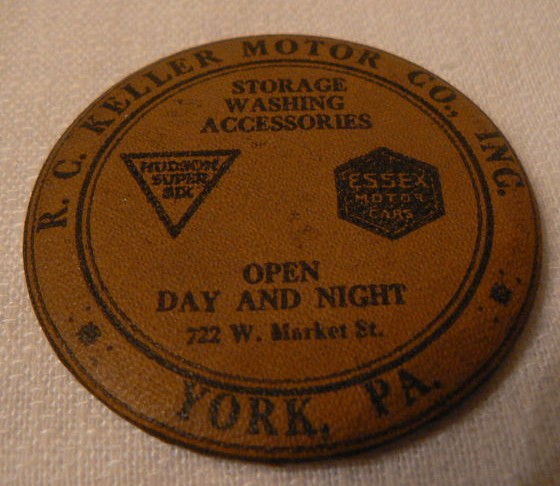 R. C. KELLER MOTOR CO., INC.
STORAGE
WASHING
ACCESSORIES
HUDSON
SUPER
SIX
ESSEX
MOTOR
CARS
OPEN
DAY AND NIGHT
722 W. Market St.
YORK, PA.